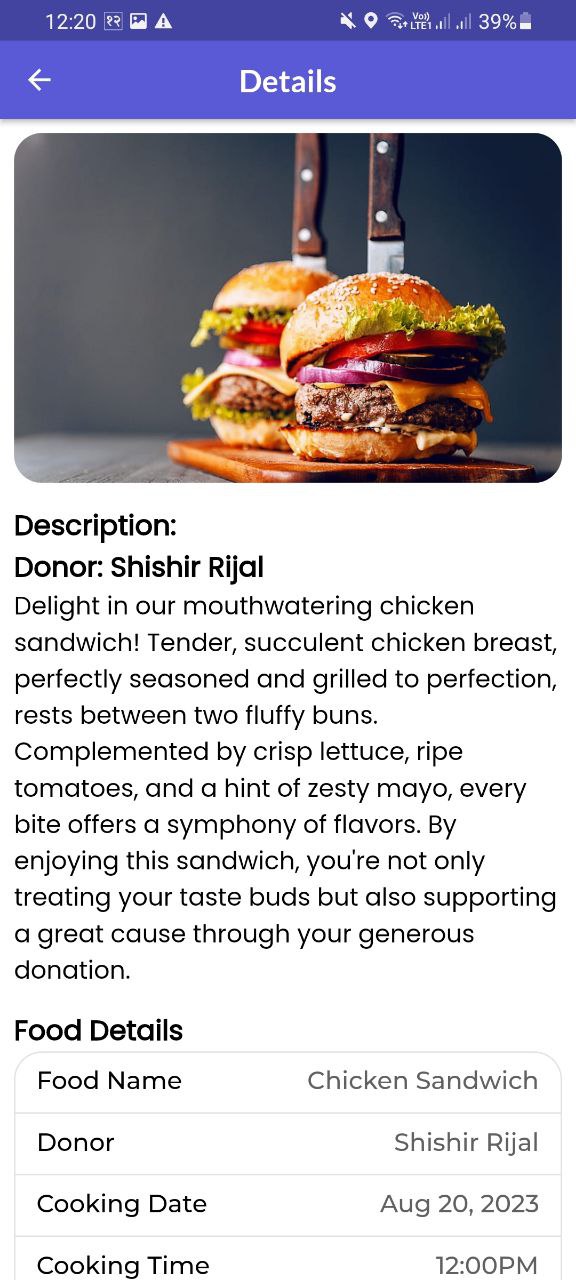 12:20 १२ Vo) LTE1 39%
Details
Description:
Donor: Shishir Rijal
Delight in our mouthwatering chicken
sandwich! Tender, succulent chicken breast,
perfectly seasoned and grilled to perfection,
rests between two fluffy buns.
Complemented by crisp lettuce, ripe
tomatoes, and a hint of zesty mayo, every
bite offers a symphony of flavors. By
enjoying this sandwich, you're not only
treating your taste buds but also supporting
a great cause through your generous
donation.
Food Details
Food Name Chicken Sandwich
Donor Shishir Rijal
Cooking Date Aug 20, 2023
Cooking Time 12:00PM